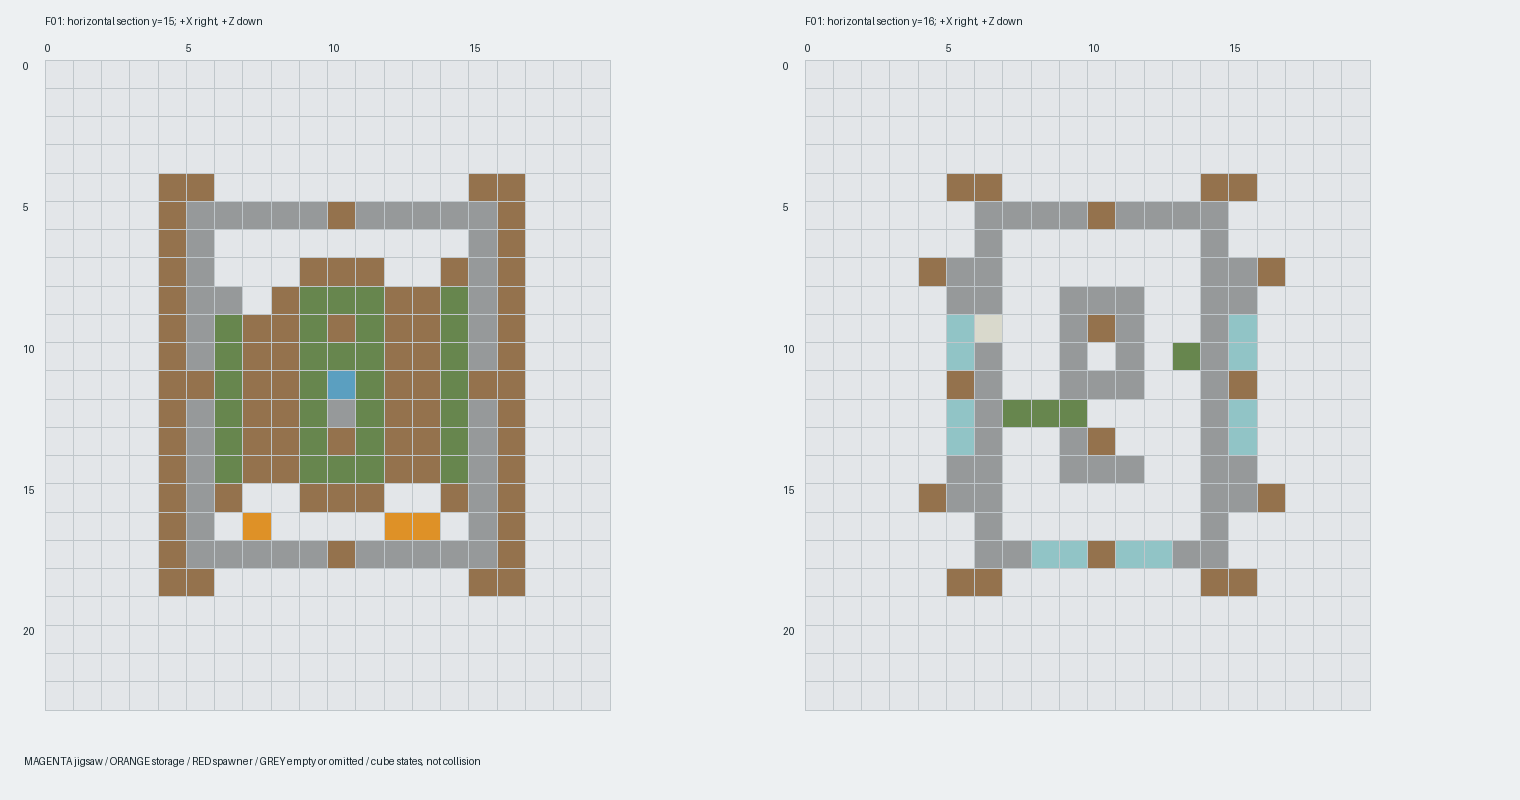 F01: horizontal section y=15; +X right, +Z down
F01: horizontal section y=16; +X right, +Z down
0 5 10 15
0 5 10 15
0 0
5 5
10 10
15 15
20 20
MAGENTA jigsaw / ORANGE storage / RED spawner / GREY empty or omitted / cube states, not collision